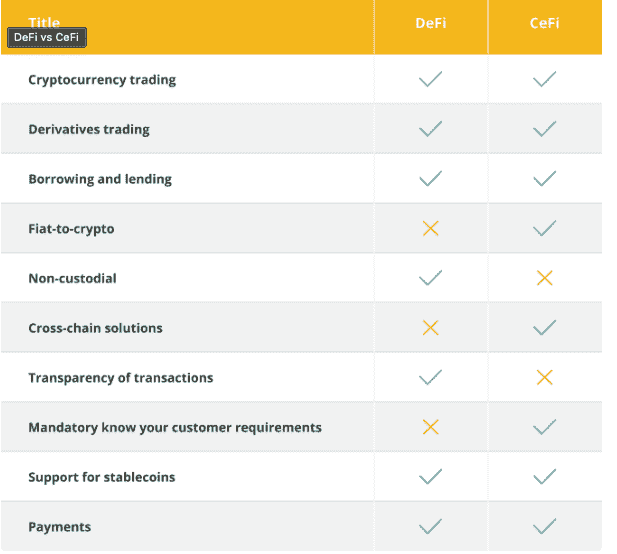 Title DeFi CeFi
DeFi vs CeFi
Cryptocurrency trading
Derivatives trading
Borrowing and lending
Fiat-to-crypto
Non-custodial
Cross-chain solutions
Transparency of transactions
Mandatory know your customer requirements
Support for stablecoins
Payments